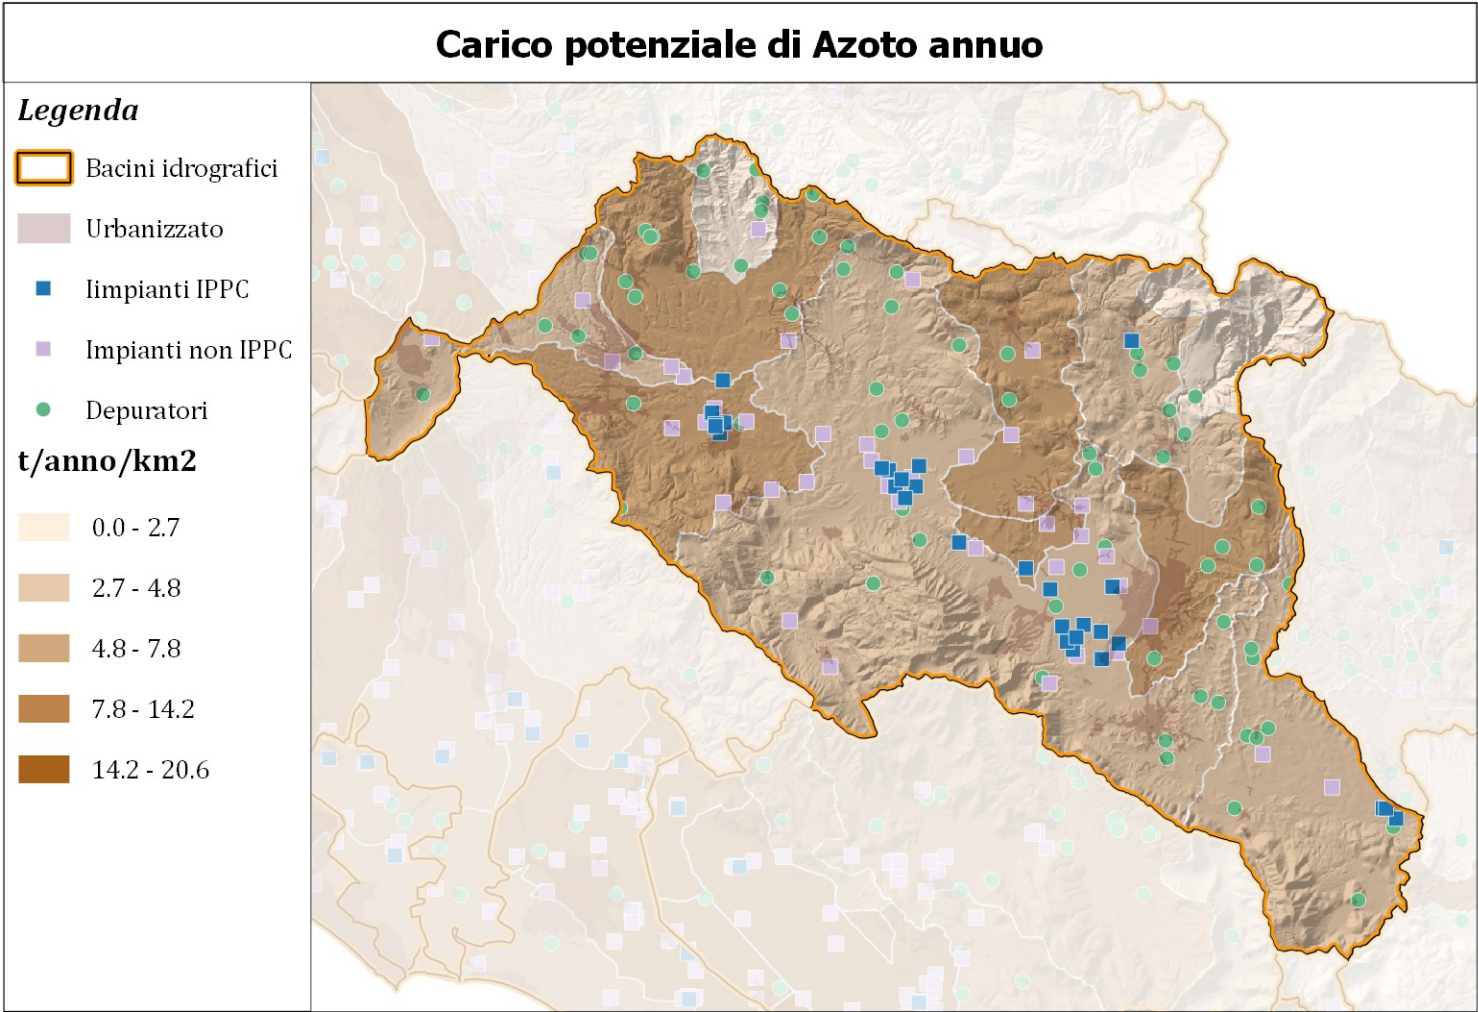 Carico potenziale di Azoto annuo
Legenda
Bacini idrografici
Urbanizzato
Iimpianti IPPC
Impianti non IPPC
Depuratori
t/anno/km2
0.0 - 2.7
2.7 - 4.8
4.8 - 7.8
7.8 - 14.2
14.2 - 20.6